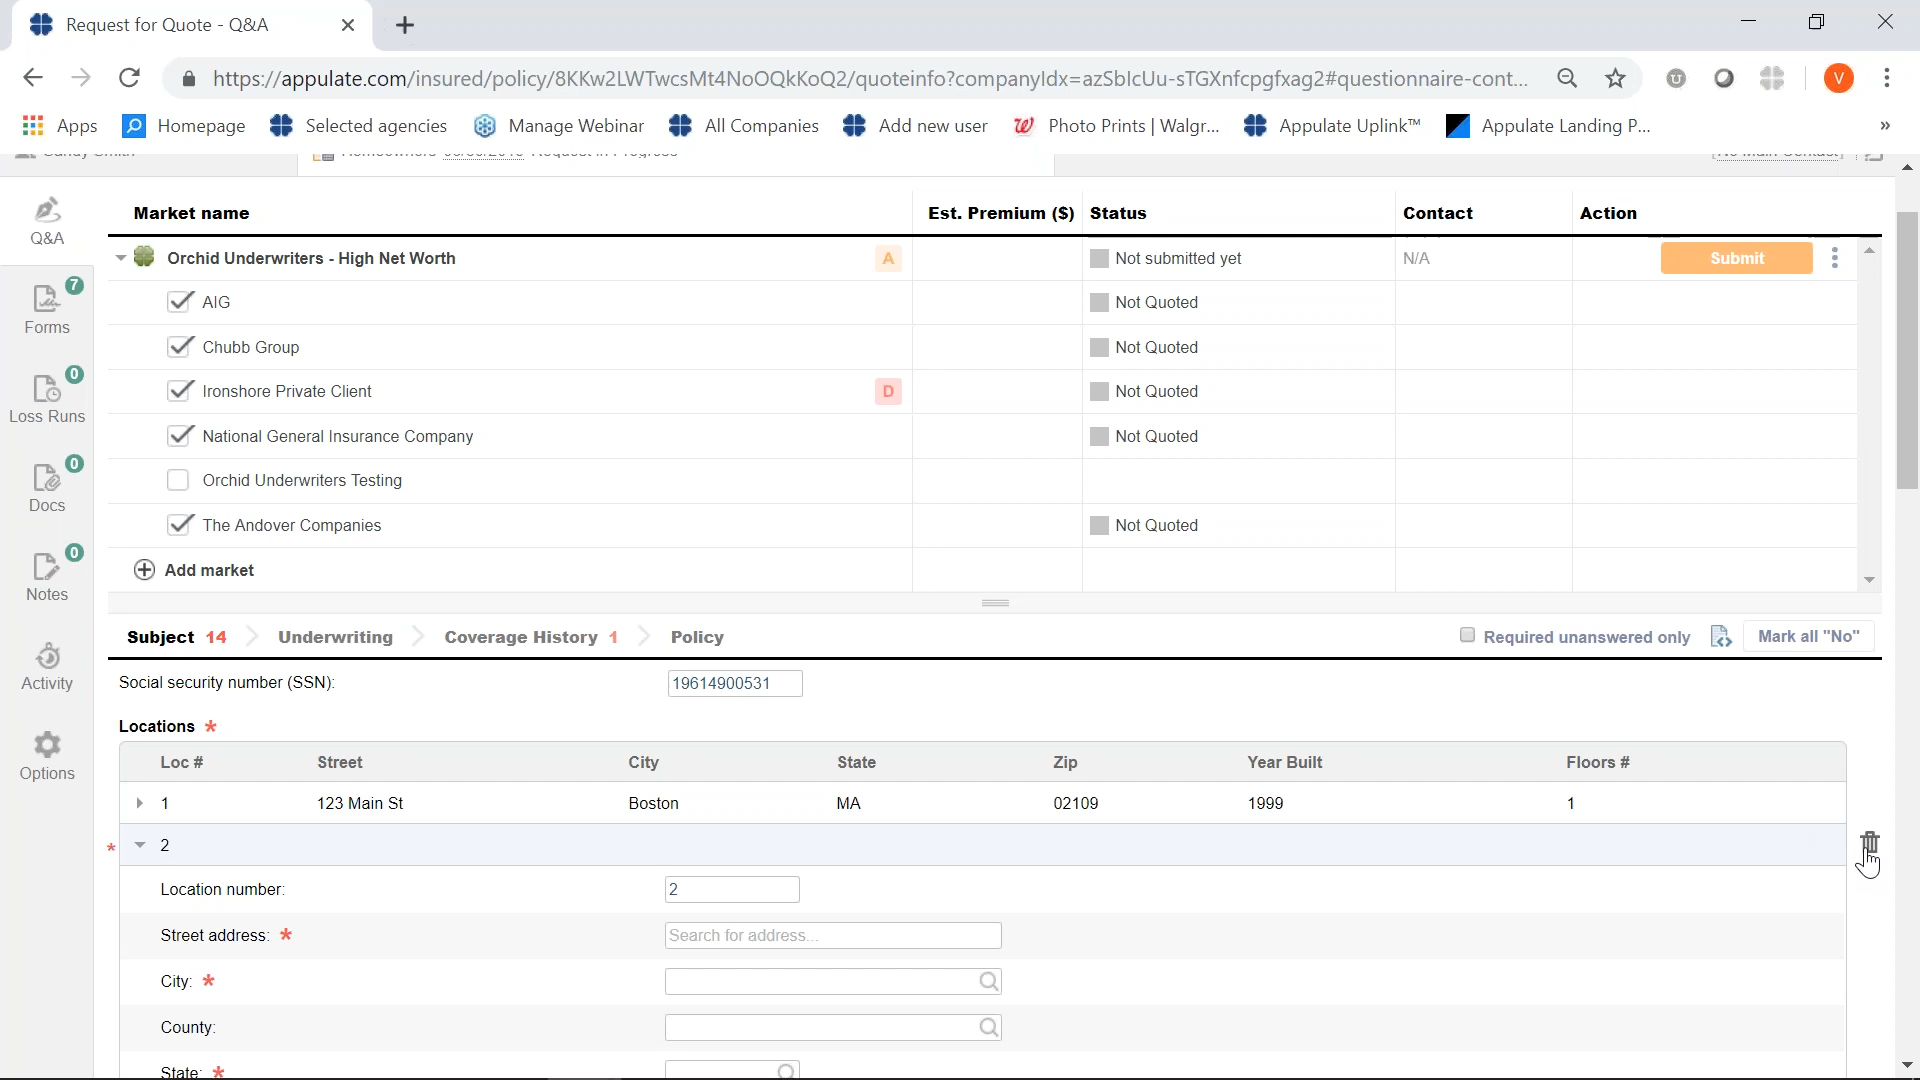 Request for Quote - Q&A
https://appulate.com/insured/policy/8KKw2LWTwcsMt4NoOQkKoQ2/quoteinfo?companyIdx=azSbIcUu-sTGXnfcpgfxag2#questionnaire-cont... V
Apps Homepage Selected agencies Manage Webinar All Companies Add new user Photo Prints | Walgr... Appulate Uplink™ Appulate Landing P... »
Market name Est. Premium ($) Status Contact Action
Orchid Underwriters - High Net Worth A Not submitted yet N/A Submit
AIG Not Quoted
Chubb Group Not Quoted
Ironshore Private Client D Not Quoted
National General Insurance Company Not Quoted
Orchid Underwriters Testing
The Andover Companies Not Quoted
Add market
Q&A
7
Forms
0
Loss Runs
0
Docs
0
Notes
Activity
Options
Subject 14 Underwriting Coverage History 1 Policy Required unanswered only Mark all "No"
Social security number (SSN): 19614900531
Locations *
Loc # Street City State Zip Year Built Floors #
1 123 Main St Boston MA 02109 1999 1
* 2
Location number: 2
Street address: * Search for address...
City: *
County:
State: *